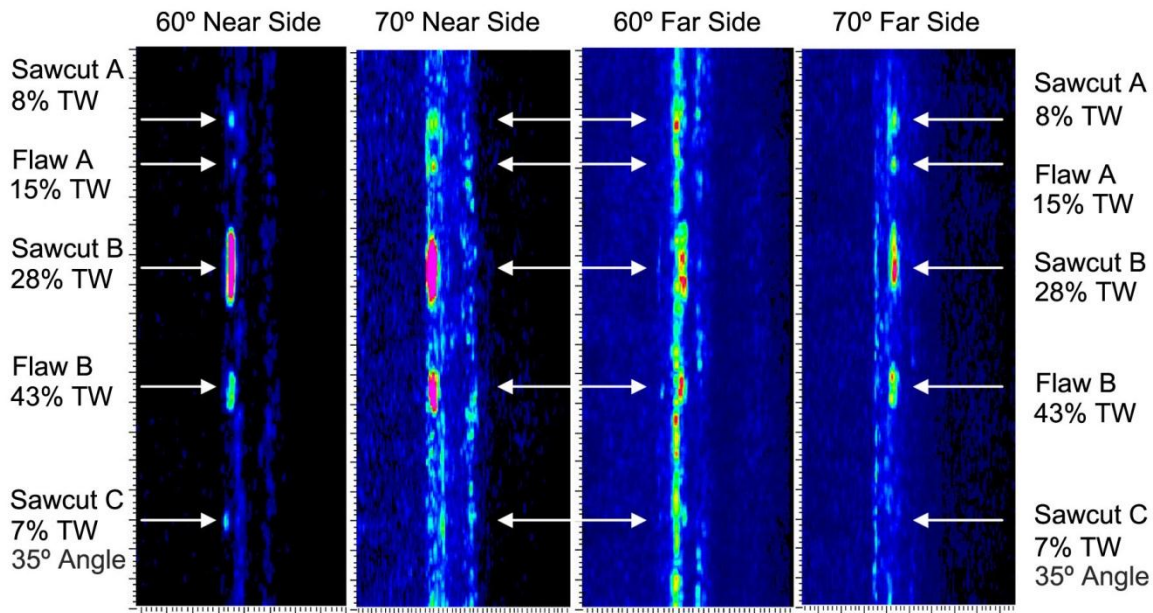 60º Near Side
70º Near Side
60º Far Side
70º Far Side
Sawcut A
8% TW
Flaw A
15% TW
Sawcut B
28% TW
Flaw B
43% TW
Sawcut C
7% TW
35º Angle
Sawcut A
8% TW
Flaw A
15% TW
Sawcut B
28% TW
Flaw B
43% TW
Sawcut C
7% TW
35º Angle